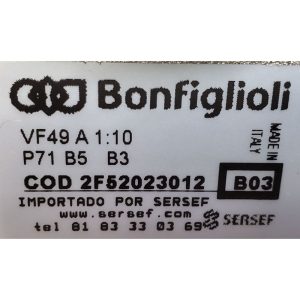 Bonfiglioli
VF49 A 1:10
P71 B5 B3
MADE IN ITALY
COD 2F52023012 B03
IMPORTADO POR SERSEF
www.sersef.com
tel 81 83 33 03 69 SERSEF